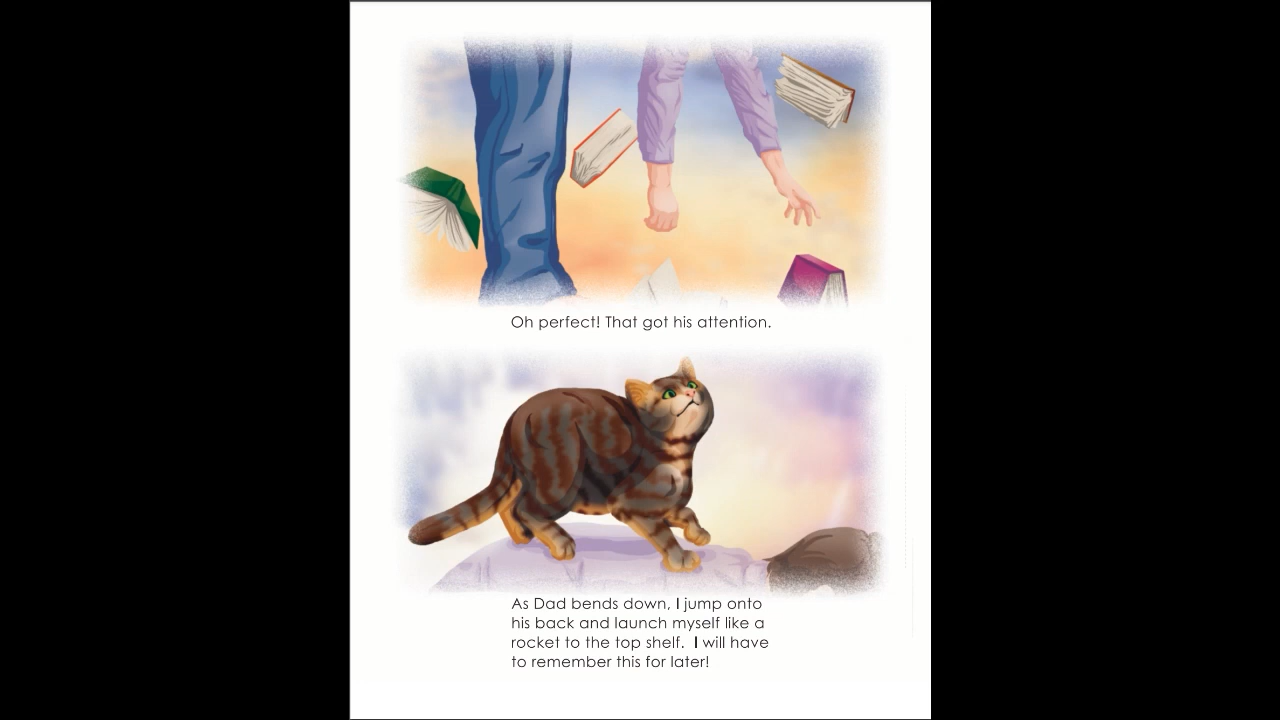 Oh perfect! That got his attention.
As Dad bends down, I jump onto
his back and launch myself like a
rocket to the top shelf.  I will have
to remember this for later!